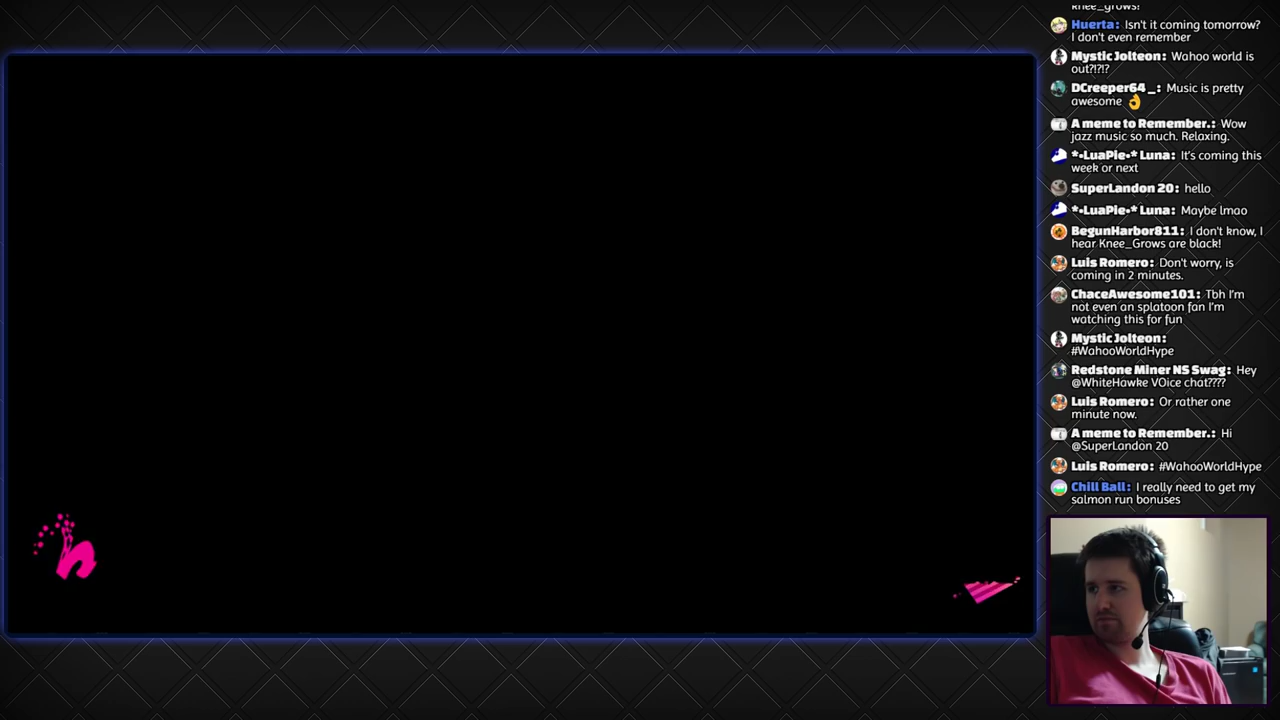 Huerta: Isn't it coming tomorrow?
I don't even remember
Mystic Jolteon: Wahoo world is
out?!?!?
DCreeper64 _: Music is pretty
awesome 👌
A meme to Remember.: Wow
jazz music so much. Relaxing.
*•LuaPie•* Luna: It's coming this
week or next
SuperLandon 20: hello
*•LuaPie•* Luna: Maybe lmao
BegunHarbor811: I don't know, I
hear Knee_Grows are black!
Luis Romero: Don't worry, is
coming in 2 minutes.
ChaceAwesome101: Tbh I'm
not even an splatoon fan I'm
watching this for fun
Mystic Jolteon:
#WahooWorldHype
Redstone Miner NS Swag: Hey
@WhiteHawke VOice chat????
Luis Romero: Or rather one
minute now.
A meme to Remember.: Hi
@SuperLandon 20
Luis Romero: #WahooWorldHype
Chill Ball: I really need to get my
salmon run bonuses